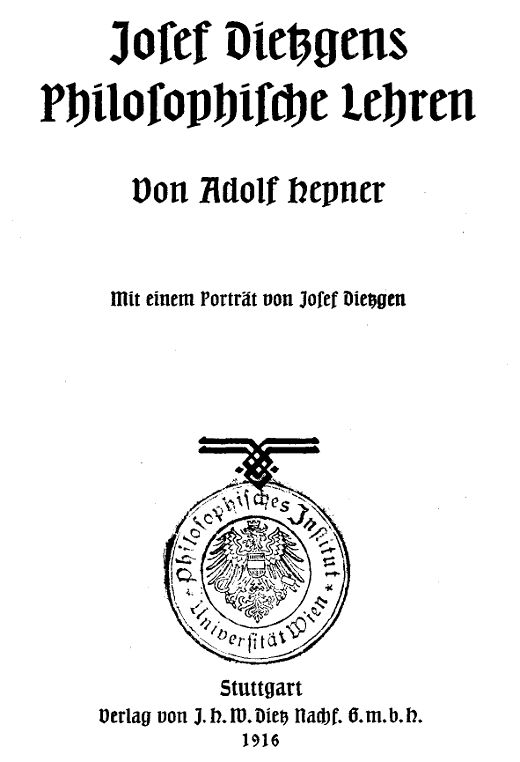 Josef Dietzgens
Philosophische Lehren
Von Adolf Hepner
Mit einem Porträt von Josef Dietzgen
Philosophisches Institut
* Universität Wien *
Stuttgart
Verlag von J. H. W. Dietz Nachf. G. m. b. H.
1916